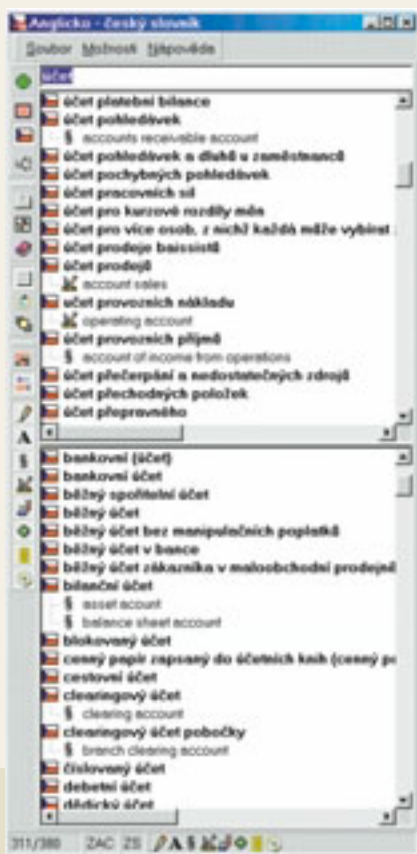 Anglicko - český slovník
Soubor Možnosti Nápověda
účet
účet platební bilance
účet pohledávek
§ accounts receivable account
účet pohledávek a dluhů u zaměstnanců
účet pochybných pohledávek
účet pracovních sil
účet pro kurzové rozdíly měn
účet pro více osob, z nichž každá může vybírat
účet prodeje baissistů
účet prodejů
account sales
účet provozních nákladu
operating account
účet provozních příjmů
§ account of income from operations
účet přečerpání a nedostatečných zdrojů
účet přechodných položek
účet přepravného
bankovní (účet)
bankovní účet
běžný spořitelní účet
běžný účet
běžný účet bez manipulačních poplatků
běžný účet v bance
běžný účet zákazníka v maloobchodní prodejně
bilanční účet
§ asset acount
§ balance sheet account
blokovaný účet
cenný papír zapsaný do účetních knih (cenný
cestovní účet
clearingový účet
§ clearing account
clearingový účet pobočky
§ branch clearing account
číslovaný účet
debetní účet
dědický účet
311/380 ZAC ZS A §